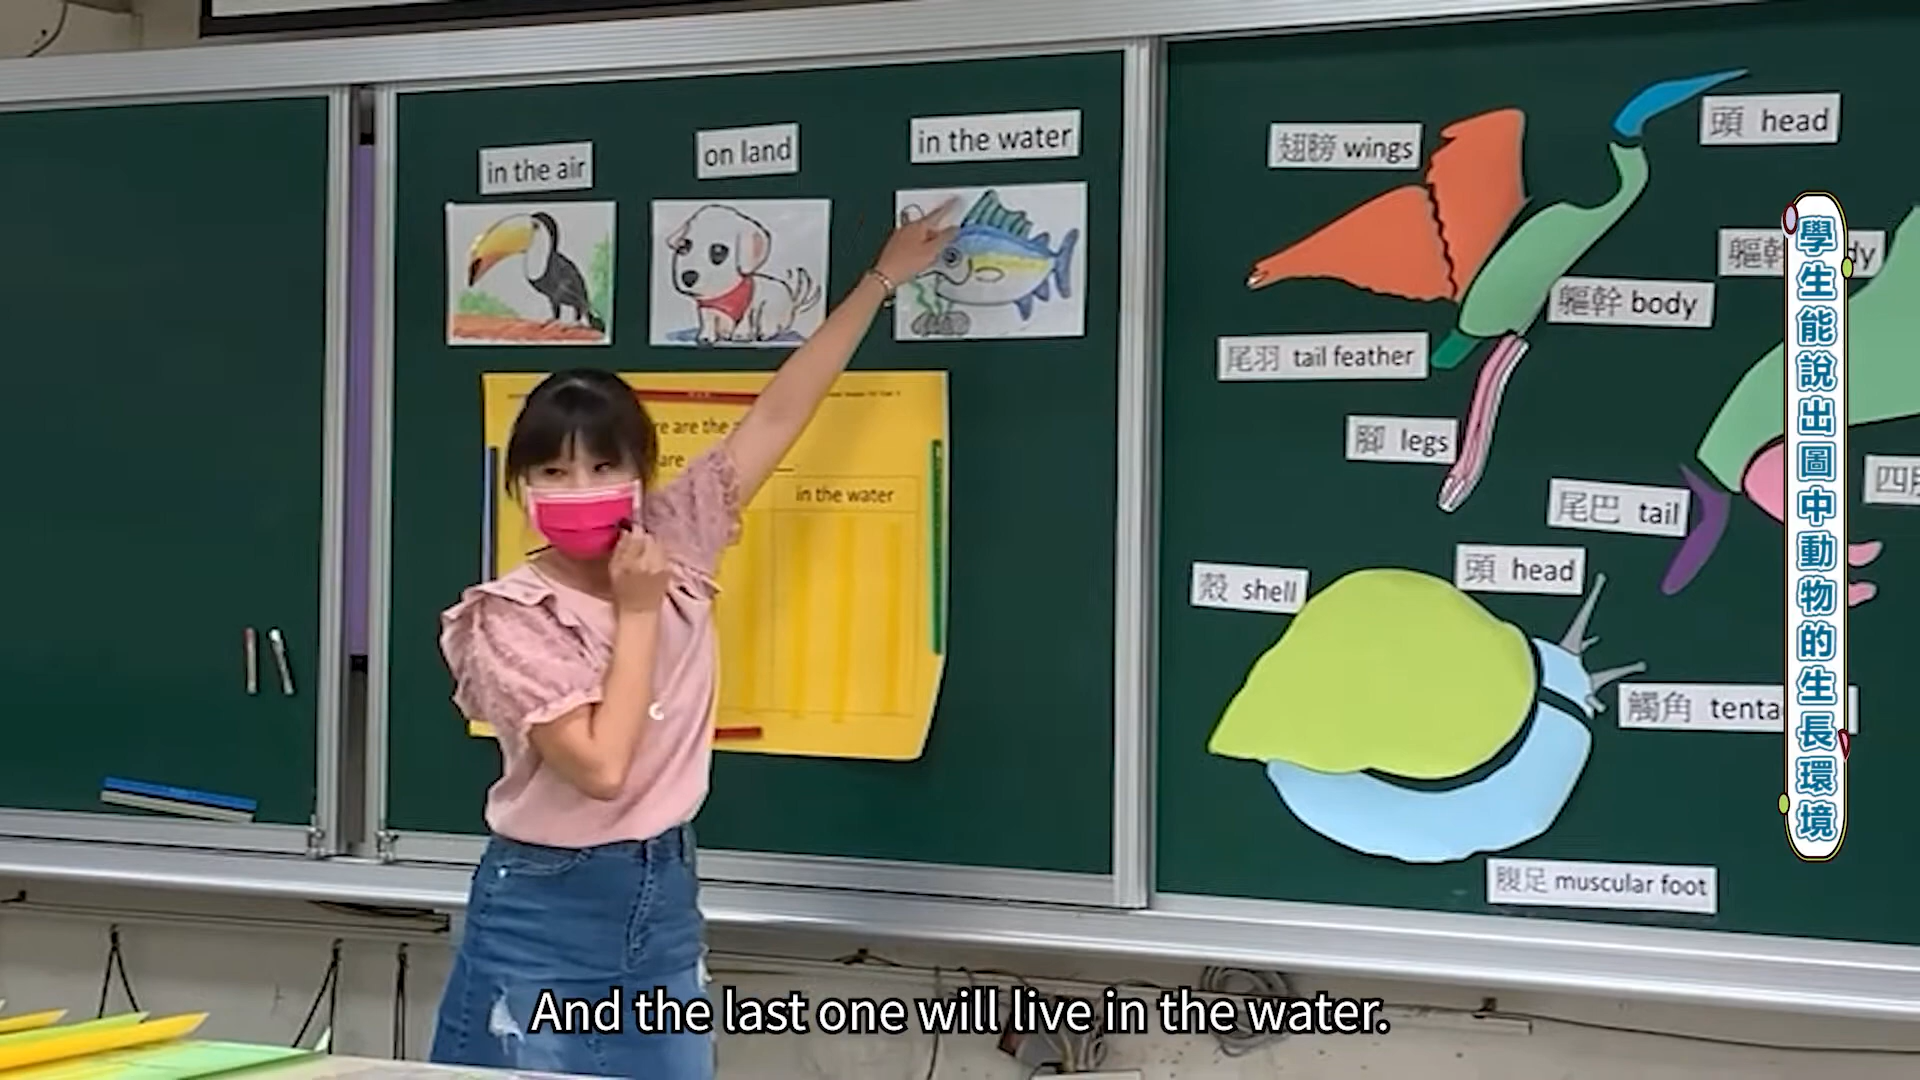 in the air
on land
in the water
are the
are
in the water
翅膀 wings
頭 head
軀幹 body
尾羽 tail feather
腳 legs
尾巴 tail
殼 shell
頭 head
觸角
腹足 muscular foot
學生能說出圖中動物的生長環境
And the last one will live in the water.